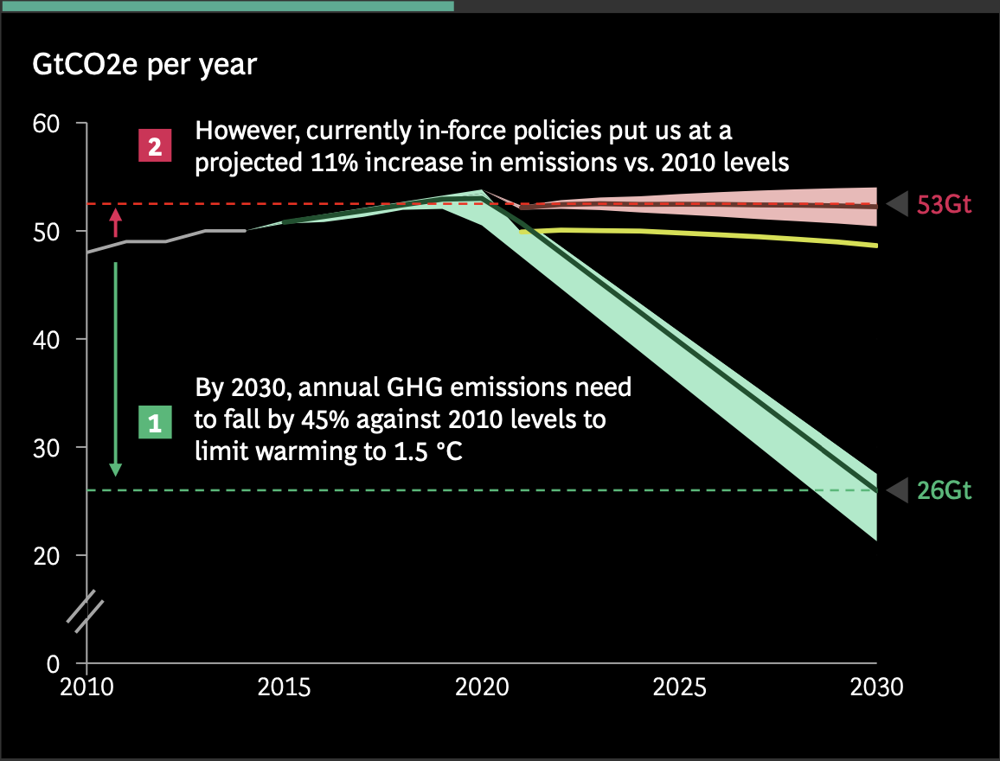 GtCO2e per year
60
2
However, currently in-force policies put us at a
projected 11% increase in emissions vs. 2010 levels
53Gt
50
40
1
By 2030, annual GHG emissions need
to fall by 45% against 2010 levels to
limit warming to 1.5 °C
30
26Gt
20
0
2010 2015 2020 2025 2030